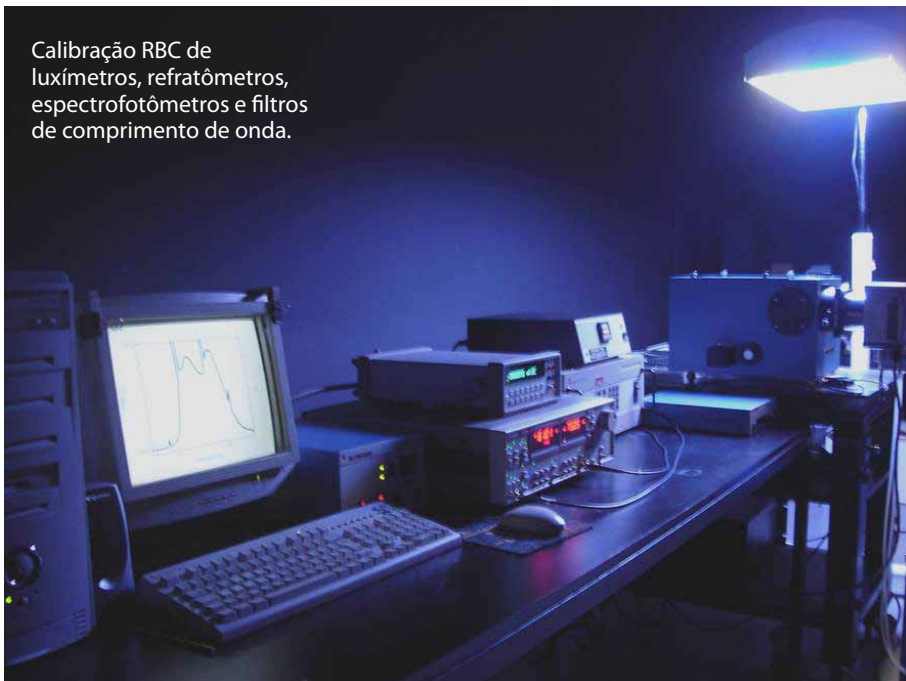 Calibração RBC de
luxímetros, refratômetros,
espectrofotômetros e filtros
de comprimento de onda.